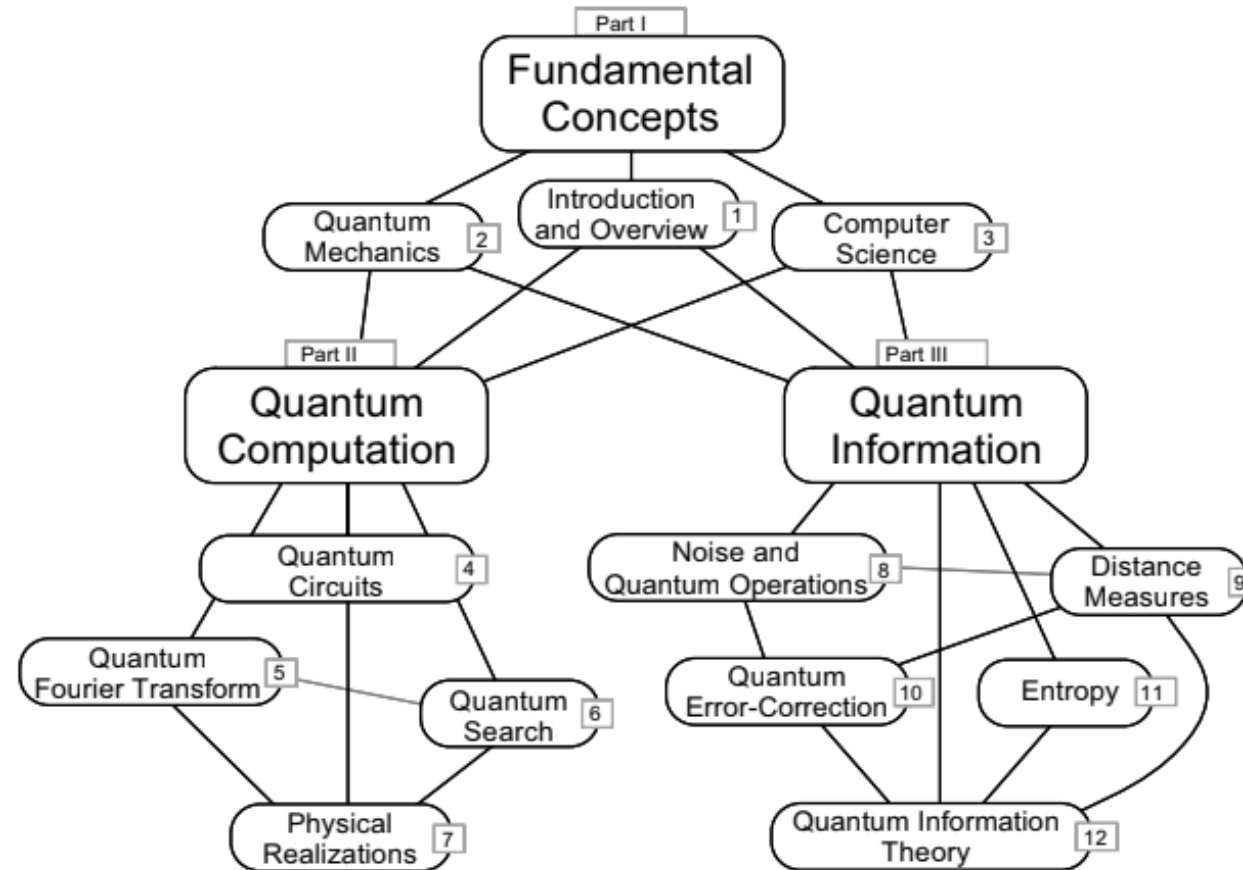 Part I
Fundamental
Concepts
Introduction
and Overview
1
Quantum
Mechanics
2
Computer
Science
3
Part II
Quantum
Computation
Part III
Quantum
Information
Quantum
Circuits
4
Noise and
Quantum Operations
8
Distance
Measures
9
Quantum
Fourier Transform
5
Quantum
Search
6
Quantum
Error-Correction
10
Entropy
11
Physical
Realizations
7
Quantum Information
Theory
12